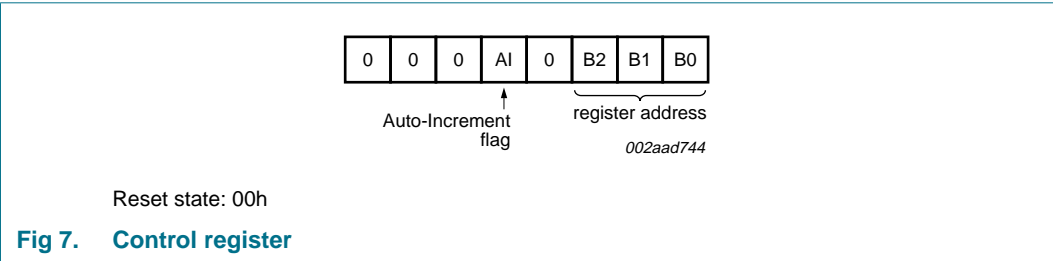 0 0 0 AI 0 B2 B1 B0
Auto-Increment
flag
register address
002aad744
Reset state: 00h
Fig 7. Control register